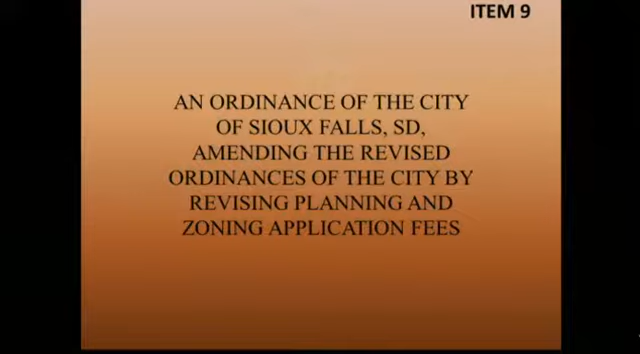 ITEM 9
AN ORDINANCE OF THE CITY
OF SIOUX FALLS, SD,
AMENDING THE REVISED
ORDINANCES OF THE CITY BY
REVISING PLANNING AND
ZONING APPLICATION FEES